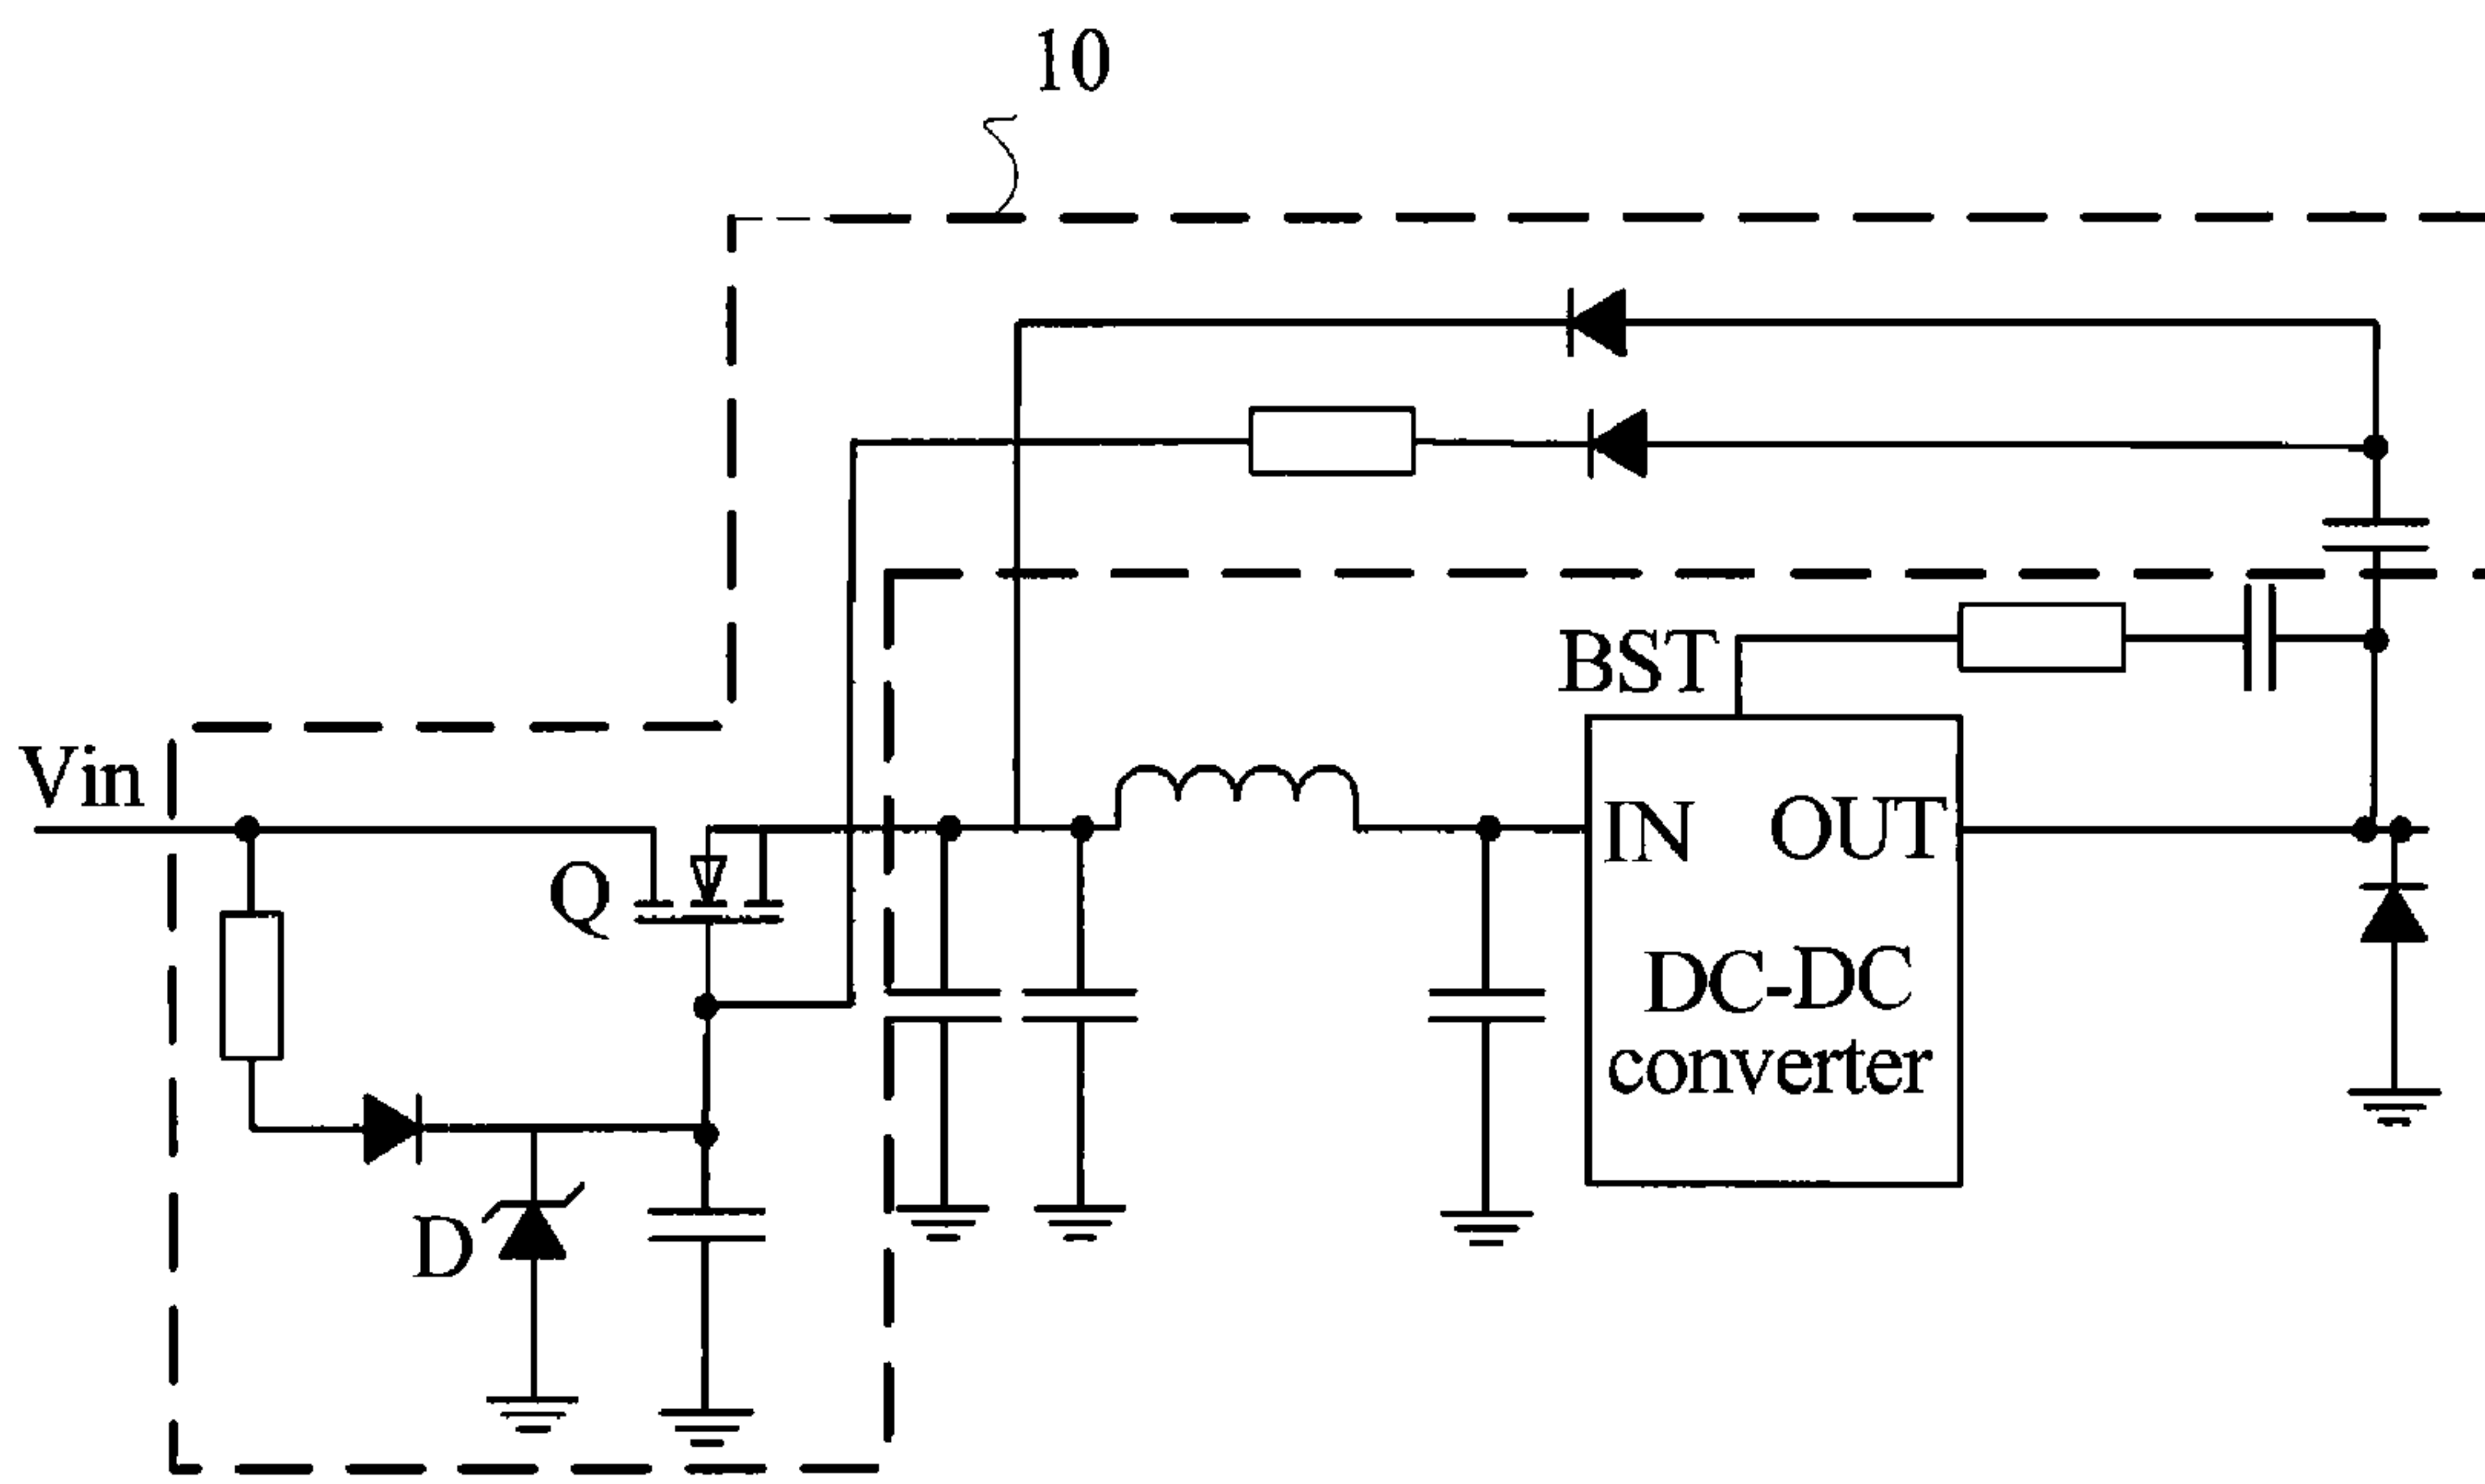 10
BST
Vin
IN OUT
Q
DC-DC
converter
D